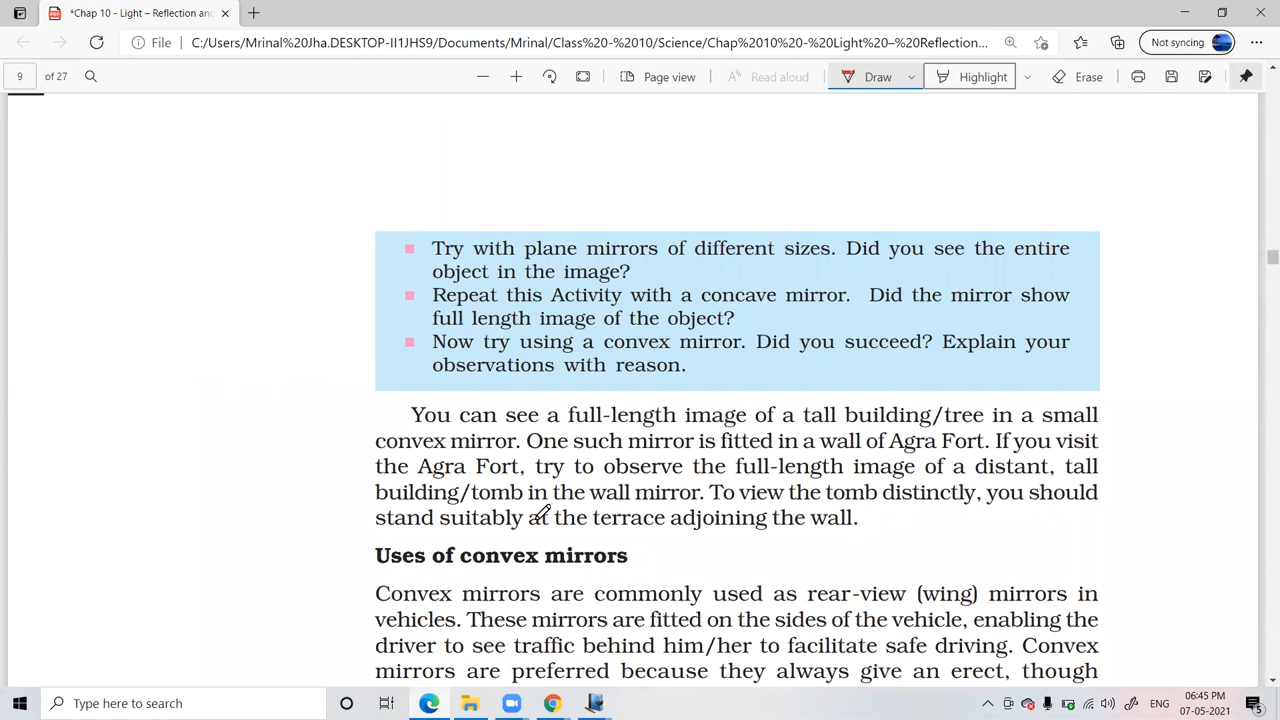 *Chap 10 - Light – Reflection and
File C:/Users/Mrinal%20Jha.DESKTOP-II1JHS9/Documents/Mrinal/Class%20-%2010/Science/Chap%2010%20-%20Light%20–%20Reflection...
Not syncing
9 of 27
Page view
Read aloud
Draw
Highlight
Erase
Try with plane mirrors of different sizes. Did you see the entire
object in the image?
Repeat this Activity with a concave mirror. Did the mirror show
full length image of the object?
Now try using a convex mirror. Did you succeed? Explain your
observations with reason.
You can see a full-length image of a tall building/tree in a small
convex mirror. One such mirror is fitted in a wall of Agra Fort. If you visit
the Agra Fort, try to observe the full-length image of a distant, tall
building/tomb in the wall mirror. To view the tomb distinctly, you should
stand suitably at the terrace adjoining the wall.
Uses of convex mirrors
Convex mirrors are commonly used as rear-view (wing) mirrors in
vehicles. These mirrors are fitted on the sides of the vehicle, enabling the
driver to see traffic behind him/her to facilitate safe driving. Convex
mirrors are preferred because they always give an erect, though
Type here to search
ENG
06:45 PM
07-05-2021
5